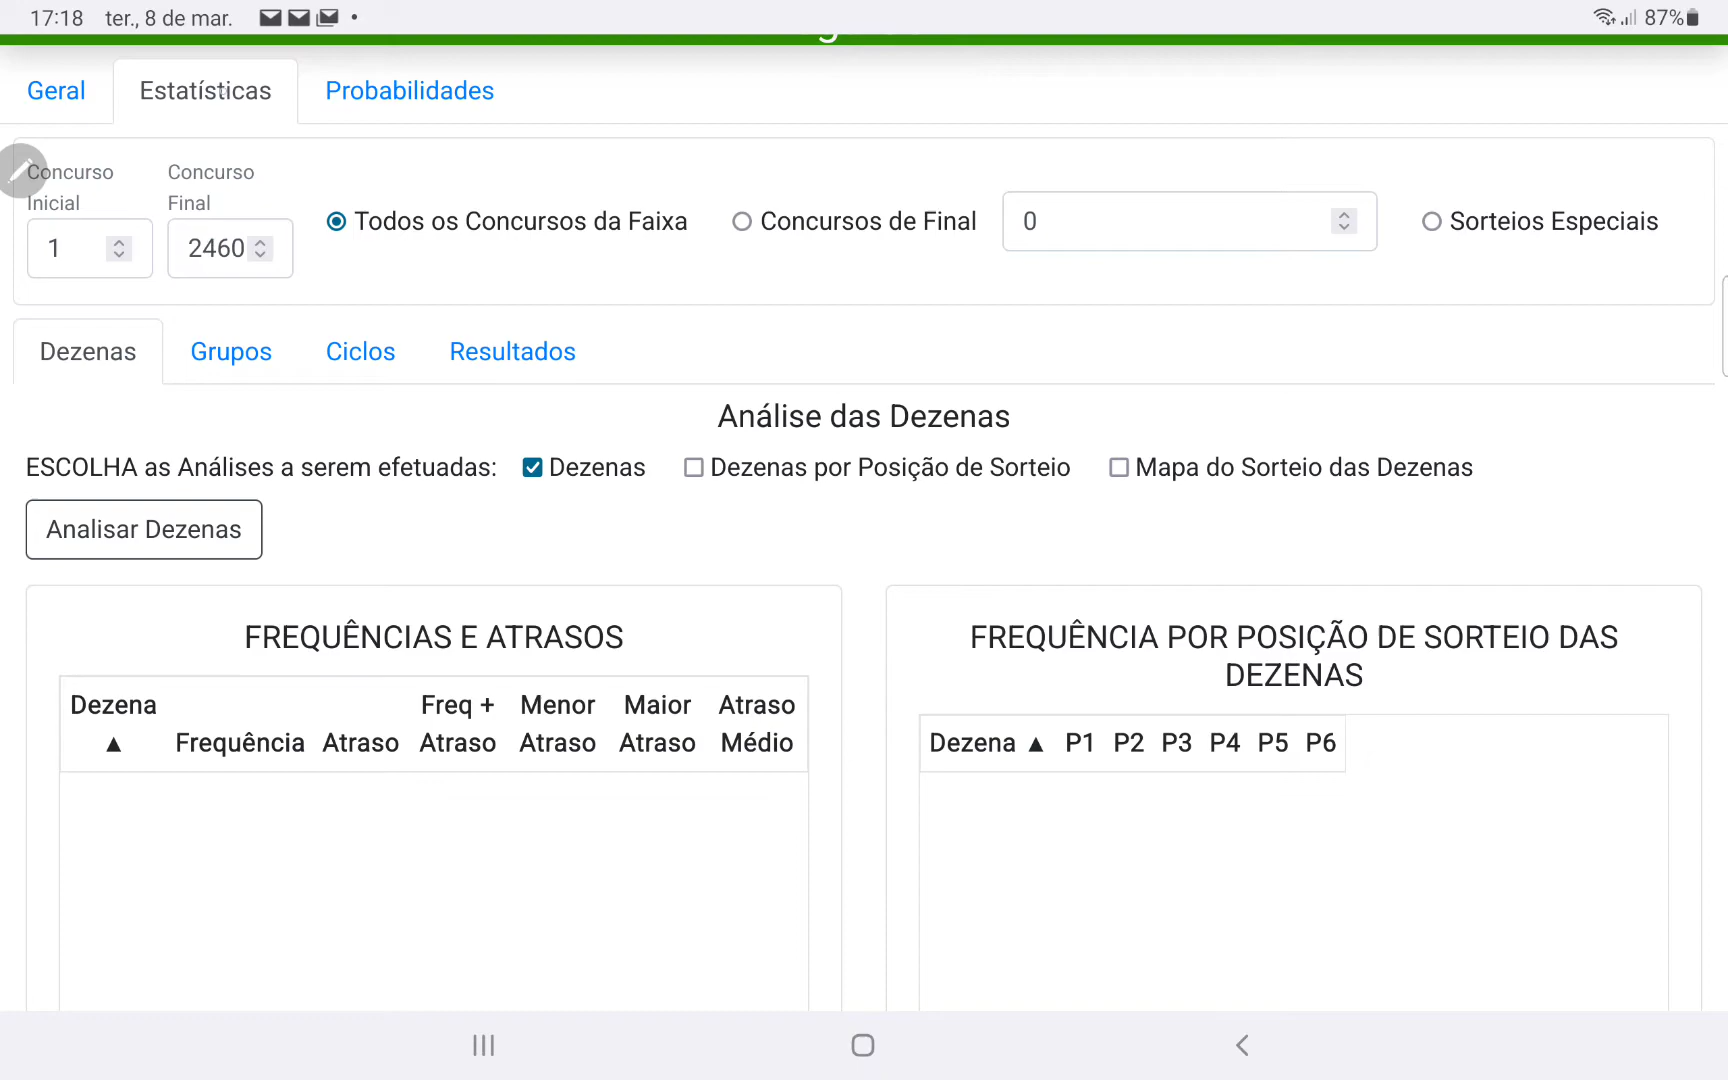 17:18 ter., 8 de mar.
87%
Geral Estatísticas Probabilidades
Concurso Inicial
Concurso Final
1
2460
Todos os Concursos da Faixa
Concursos de Final
0
Sorteios Especiais
Dezenas Grupos Ciclos Resultados
Análise das Dezenas
ESCOLHA as Análises a serem efetuadas: Dezenas Dezenas por Posição de Sorteio Mapa do Sorteio das Dezenas
Analisar Dezenas
FREQUÊNCIAS E ATRASOS
Dezena ▲ Frequência Atraso Freq + Atraso Menor Atraso Maior Atraso Atraso Médio
FREQUÊNCIA POR POSIÇÃO DE SORTEIO DAS
DEZENAS
Dezena ▲ P1 P2 P3 P4 P5 P6